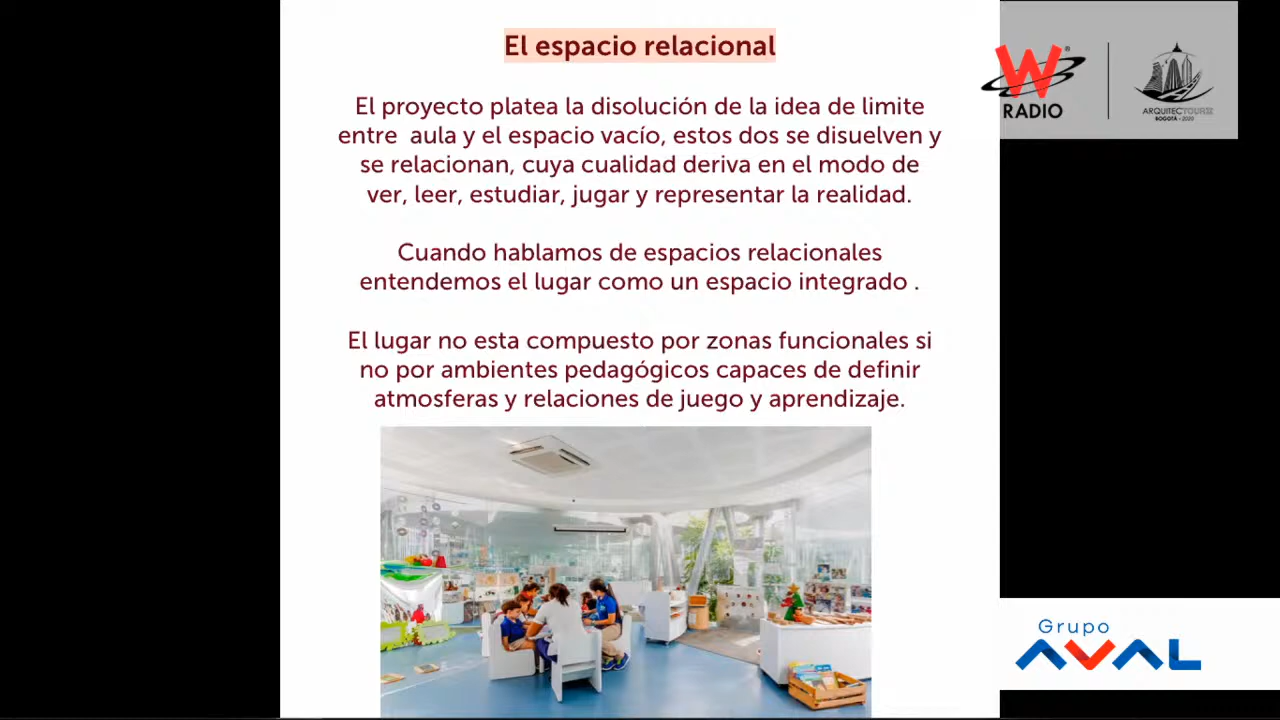 El espacio relacional
El proyecto platea la disolución de la idea de limite
entre aula y el espacio vacío, estos dos se disuelven y
se relacionan, cuya cualidad deriva en el modo de
ver, leer, estudiar, jugar y representar la realidad.
Cuando hablamos de espacios relacionales
entendemos el lugar como un espacio integrado .
El lugar no esta compuesto por zonas funcionales si
no por ambientes pedagógicos capaces de definir
atmosferas y relaciones de juego y aprendizaje.
W
RADIO
ARQUITECTOUR
BOGOTÁ - 2020
Grupo
AVAL